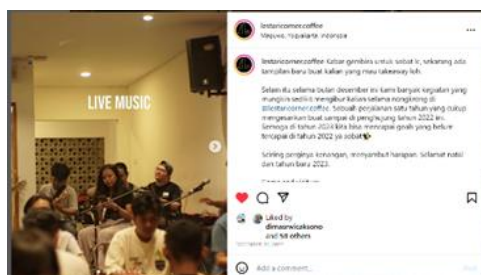 LIVE MUSIC
lestaricorner.coffee
Maguwo, Yogyakarta, Indonesia
lestaricorner.coffee Kabar gembira untuk sobat lc, sekarang ada
tampilan baru buat kalian yang mau takeaway loh.
Selain itu selama bulan desember ini kami banyak kegiatan yang
mungkin sedikit menghibur kalian selama nongkrong di
@lestaricorner.coffee. Sebuah perjalanan satu tahun yang cukup
mengesankan buat sampai di penghujung tahun 2022 ini.
Semoga di tahun 2023 kita bisa mencapai goals yang belum
tercapai di tahun 2022 ya sobat
Seiring perginya kenangan, menyambut harapan. Selamat natal
dan tahun baru 2023.
Liked by
dimasrwicaksono
and 58 others
Add a comment...
Post